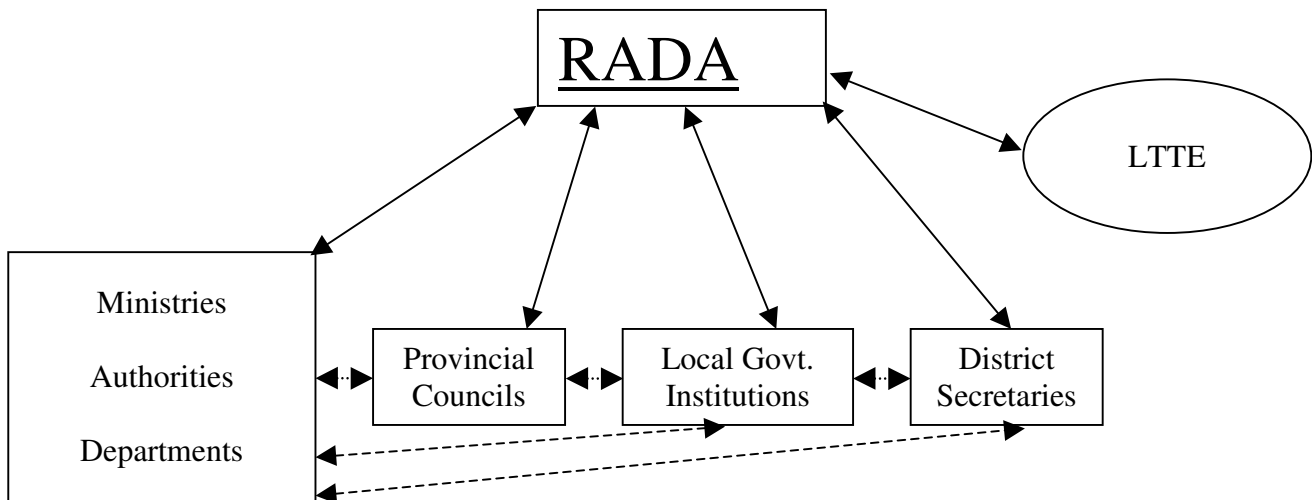 RADA
LTTE
Ministries
Authorities
Departments
Provincial
Councils
Local Govt.
Institutions
District
Secretaries